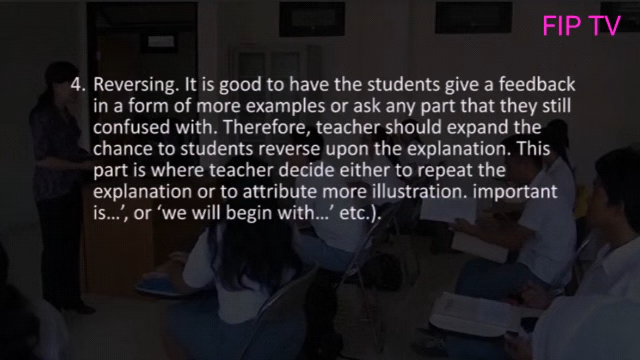 FIP TV
4. Reversing. It is good to have the students give a feedback
in a form of more examples or ask any part that they still
confused with. Therefore, teacher should expand the
chance to students reverse upon the explanation. This
part is where teacher decide either to repeat the
explanation or to attribute more illustration. important
is...’, or ‘we will begin with...’ etc.).